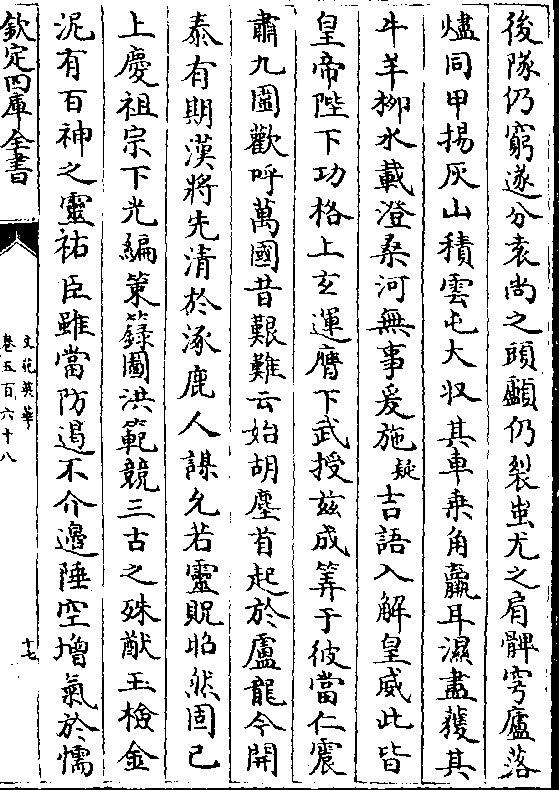 後隊仍窮遂分袁尚之頭顱仍裂蚩尤之肩髀穹廬落
燼同甲揚灰山積雲屯大収其車乗角羸耳濕盡獲其
牛羊柳水載澄桑河無事爰施疑吉語入解皇威此皆
皇帝陛下功格上𤣥運膺下武授兹成筭于彼當仁震
肅九圍歡呼萬國昔艱難云始胡塵首起於盧龍今開
泰有期漢將先清於涿鹿人謀允若靈貺昭然固已
上慶祖宗下光編策籙圖洪範競三古之殊猷玉檢金
泥有百神之靈祐臣雖當防遏不介邊陲空增氣於懦
欽定四庫全書
文苑英華
卷五百六十八
十七